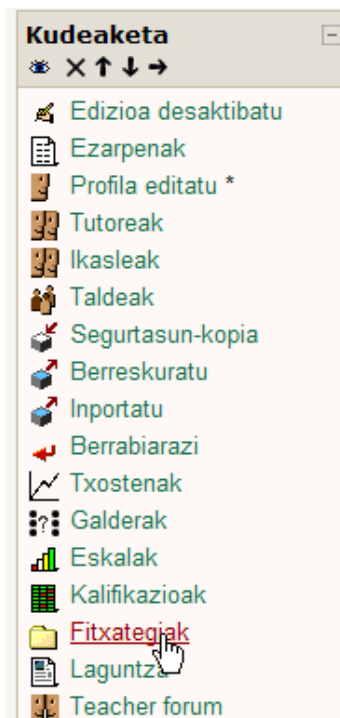 Kudeaketa
Edizioa desaktibatu
Ezarpenak
Profila editatu *
Tutoreak
Ikasleak
Taldeak
Segurtasun-kopia
Berreskuratu
Inportatu
Berrabiarazi
Txostenak
Galderak
Eskalak
Kalifikazioak
Fitxategiak
Laguntza
Teacher forum